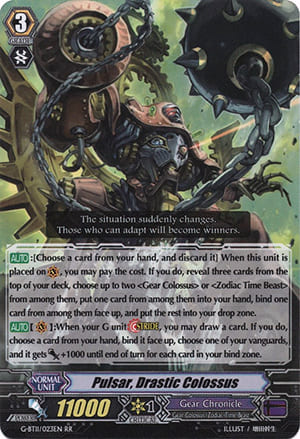 3
GRADE
The situation suddenly changes.
Those who can adapt will become winners.
AUTO:[Choose a card from your hand, and discard it] When this unit is
placed on , you may pay the cost. If you do, reveal three cards from the
top of your deck, choose up to two <Gear Colossus> or <Zodiac Time Beast>
from among them, put one card from among them into your hand, bind
card from among them face up, and put the rest into your drop zone.
AUTO [ ]:When your G unit STRIDE, you may draw a card. If you do,
choose a card from your hand, bind it face up, choose one of your vanguards,
and it gets +1000 until end of turn for each card in your bind zone.
NORMAL
UNIT
Pulsar, Drastic Colossus
11000
1
CRITICAL
Gear Chronicle
Gear Colossus / Zodiac Time Beast
G-BT11/023EN RR
ILLUST